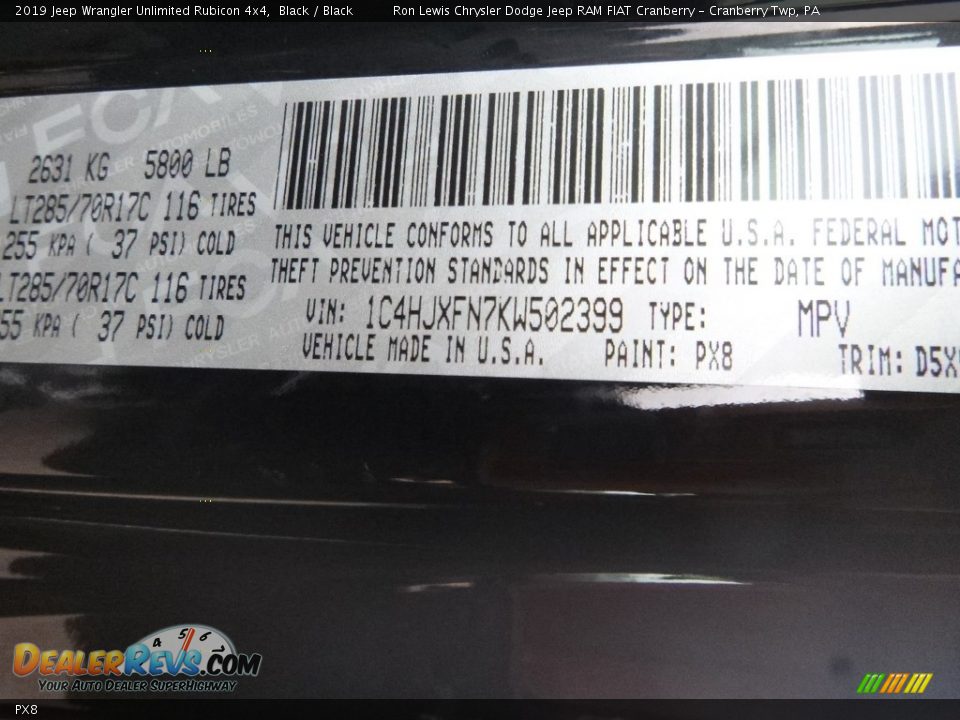 2019 Jeep Wrangler Unlimited Rubicon 4x4, Black / Black Ron Lewis Chrysler Dodge Jeep RAM FIAT Cranberry – Cranberry Twp, PA
2631 KG 5800 LB
LT285/70R17C 116 TIRES
255 KPA ( 37 PSI) COLD
LT285/70R17C 116 TIRES
55 KPA ( 37 PSI) COLD
THIS VEHICLE CONFORMS TO ALL APPLICABLE U.S.A. FEDERAL MOT
THEFT PREVENTION STANDARDS IN EFFECT ON THE DATE OF MANUFA
VIN: 1C4HJXFN7KW502399 TYPE: MPV
VEHICLE MADE IN U.S.A. PAINT: PX8 TRIM: D5X
4 5 6
DealerRevs.com
Your Auto Dealer SuperHighway
PX8